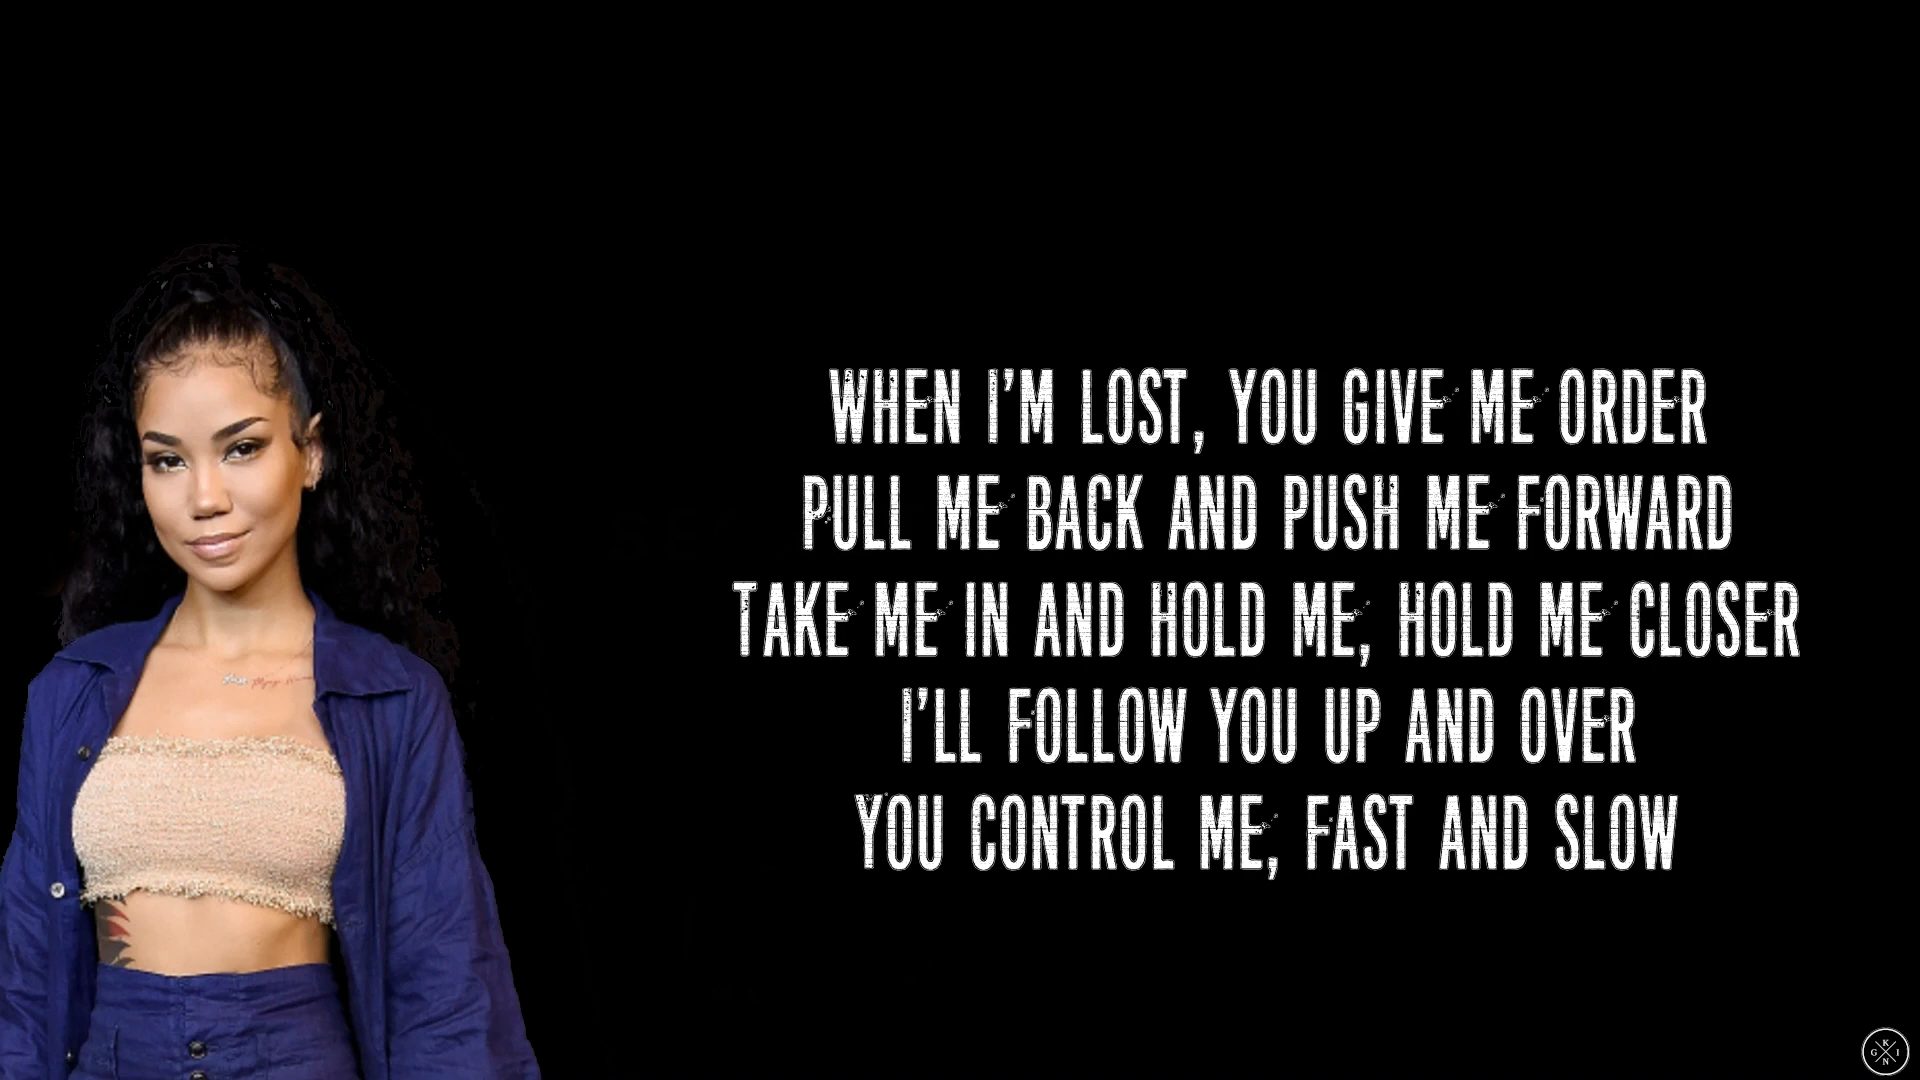 WHEN I'M LOST, YOU GIVE ME ORDER
PULL ME BACK AND PUSH ME FORWARD
TAKE ME IN AND HOLD ME, HOLD ME CLOSER
I'LL FOLLOW YOU UP AND OVER
YOU CONTROL ME, FAST AND SLOW
K
G I
N